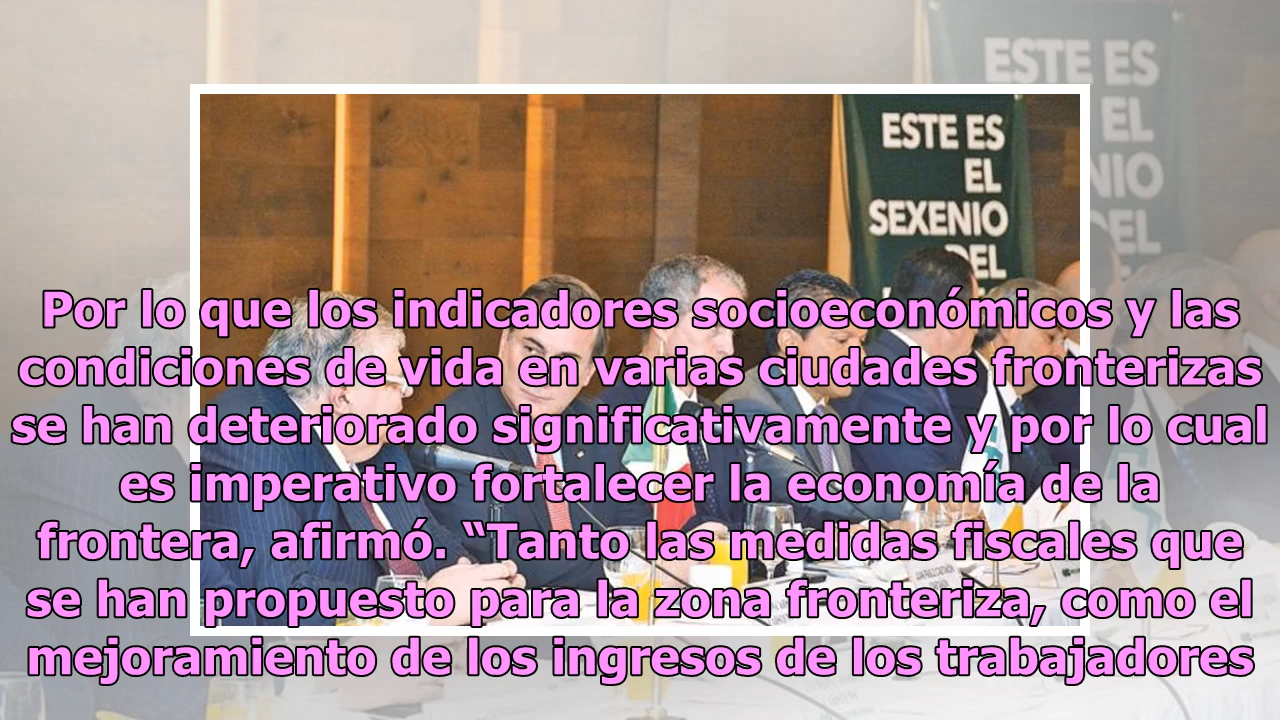 ESTE ES
EL
SEXENIO
DEL
Por lo que los indicadores socioeconómicos y las
condiciones de vida en varias ciudades fronterizas
se han deteriorado significativamente y por lo cual
es imperativo fortalecer la economía de la
frontera, afirmó. “Tanto las medidas fiscales que
se han propuesto para la zona fronteriza, como el
mejoramiento de los ingresos de los trabajadores